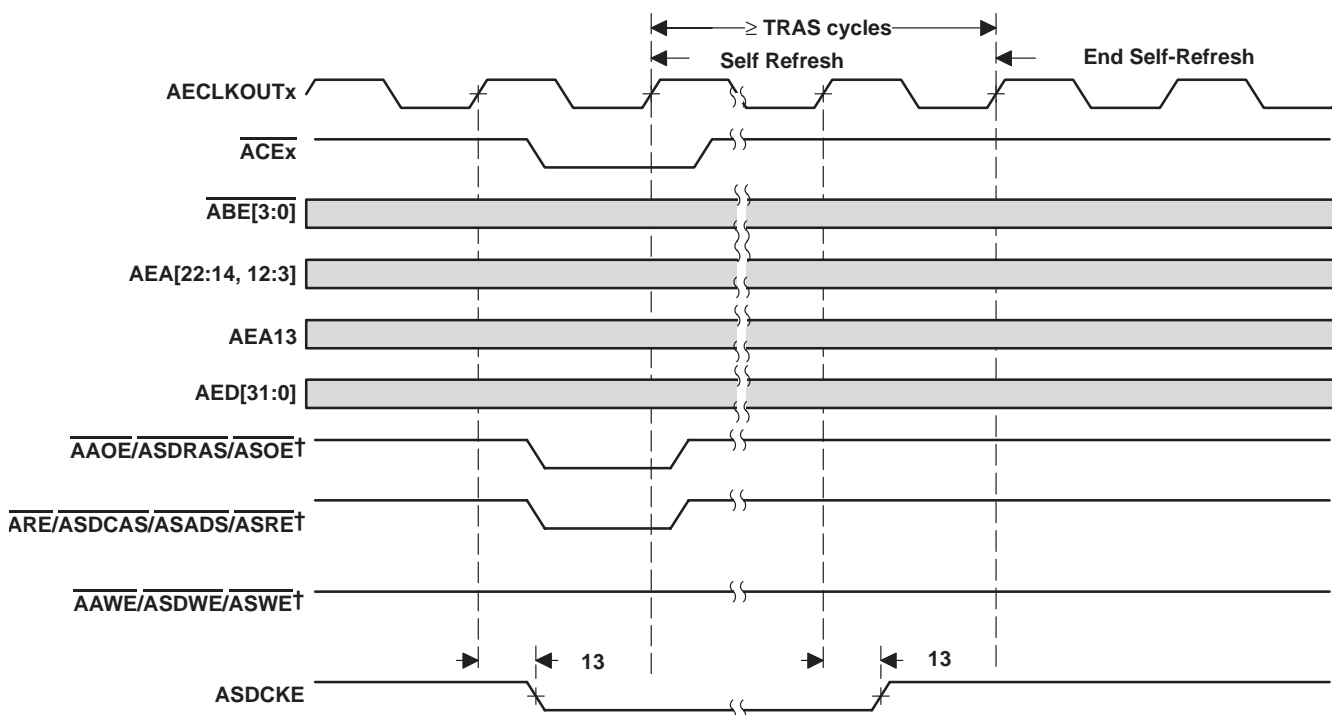 ≥ TRAS cycles
Self Refresh
End Self-Refresh
AECLKOUTx
ACEx
ABE[3:0]
AEA[22:14, 12:3]
AEA13
AED[31:0]
AAOE/ASDRAS/ASOE†
ARE/ASDCAS/ASADS/ASRE†
AAWE/ASDWE/ASWE†
13
13
ASDCKE